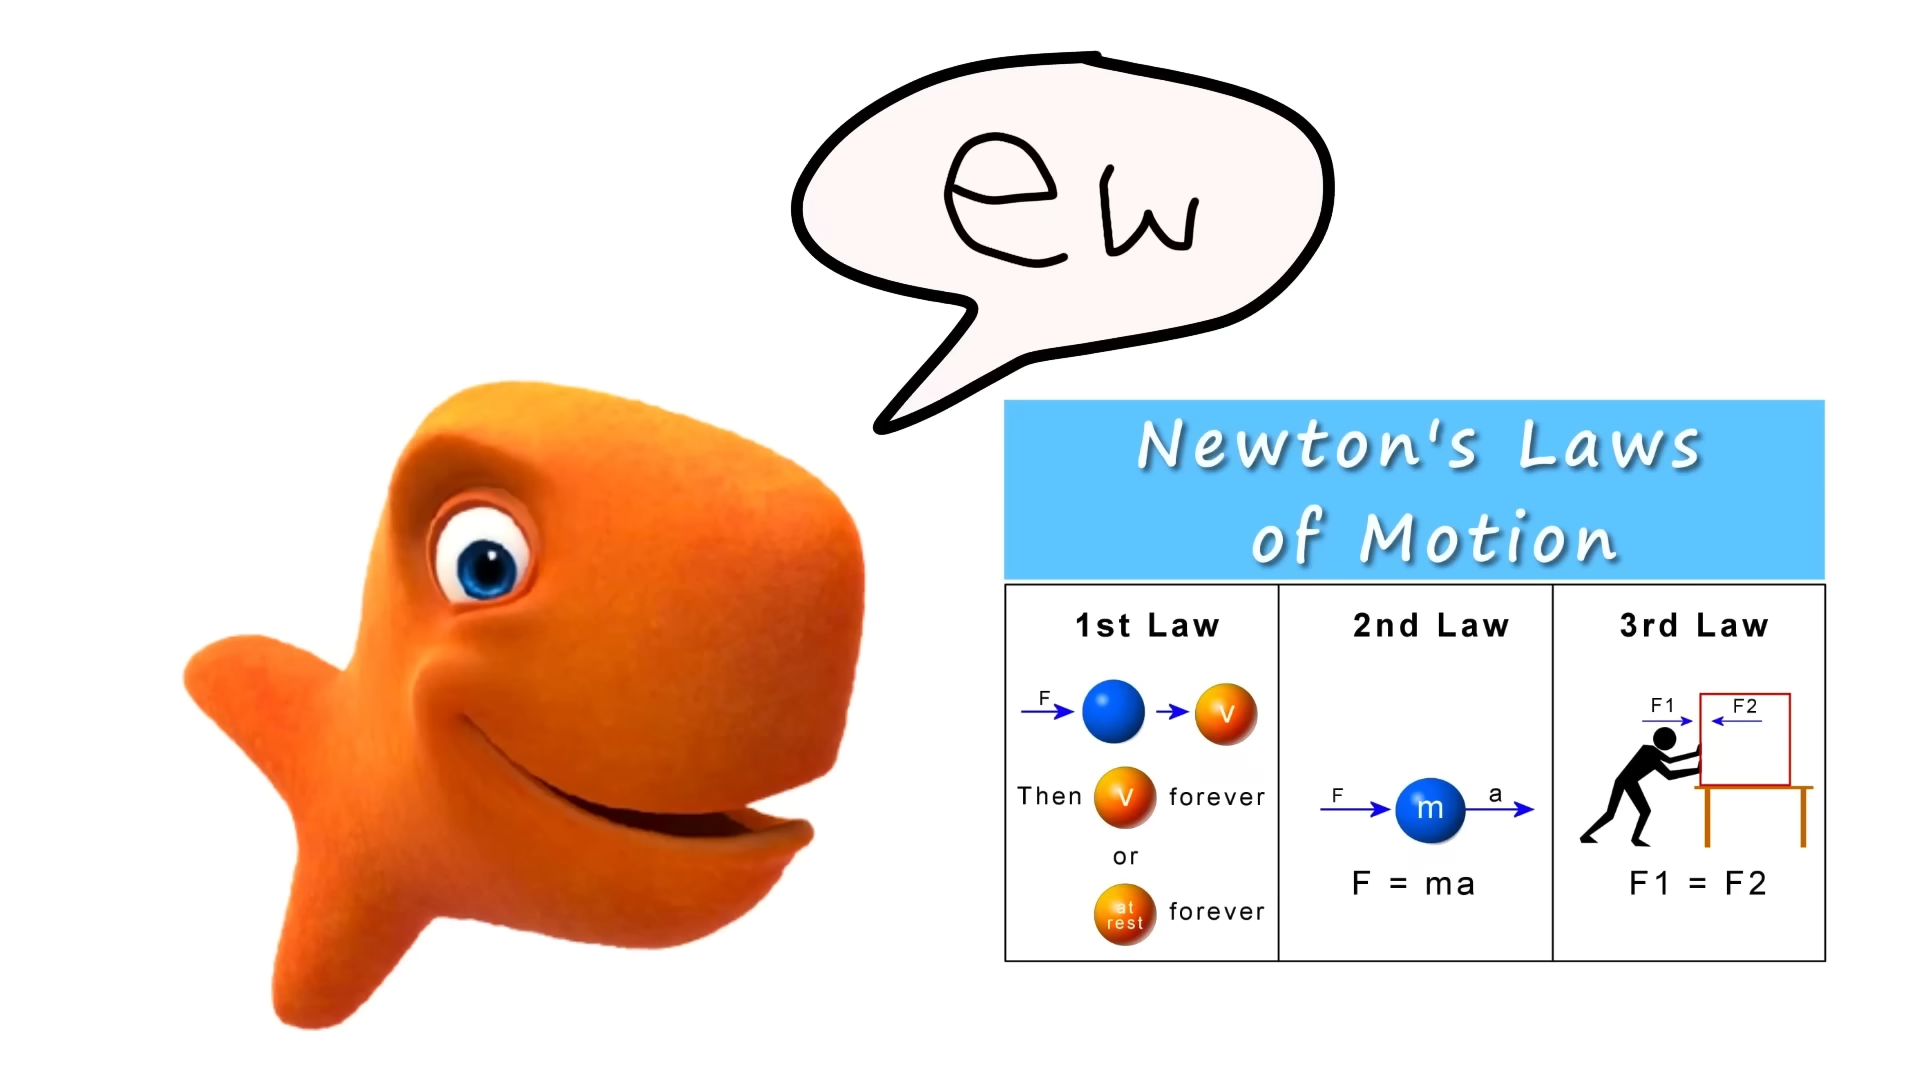 ew
Newton's Laws
of Motion
1st Law
F
v
Then v forever
or
at
rest
forever
2nd Law
F
m
a
F = ma
3rd Law
F1
F2
F1 = F2